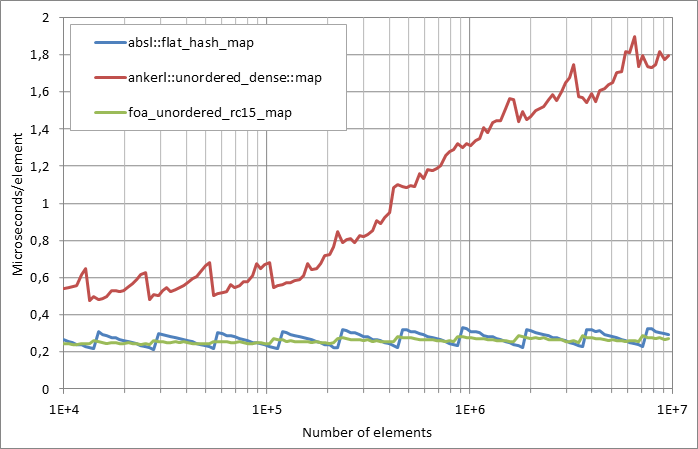 2
1,8
1,6
1,4
1,2
1
0,8
0,6
0,4
0,2
0
Microseconds/element
absl::flat_hash_map
ankerl::unordered_dense::map
foa_unordered_rc15_map
1E+4 1E+5 1E+6 1E+7
Number of elements